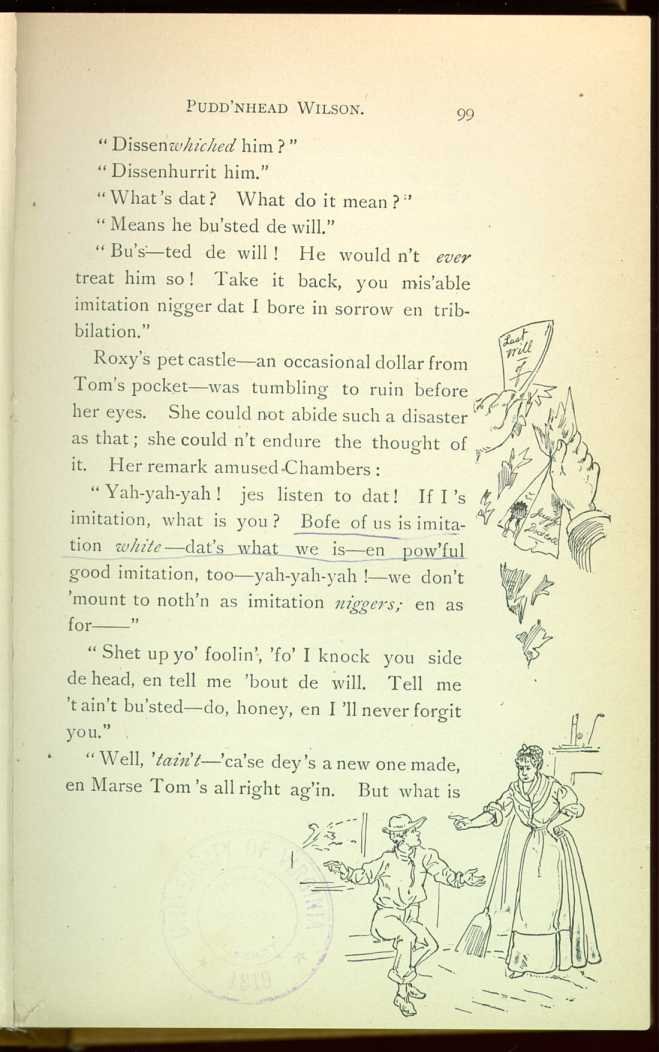 PUDD'NHEAD WILSON. 99
"Dissenwhiched him?"
"Dissenhurrit him."
"What's dat? What do it mean?"
"Means he bu'sted de will."
"Bu's—ted de will! He would n't ever
treat him so! Take it back, you mis'able
imitation nigger dat I bore in sorrow en trib-
bilation."
Roxy's pet castle—an occasional dollar from
Tom's pocket—was tumbling to ruin before
her eyes. She could not abide such a disaster
as that; she could n't endure the thought of
it. Her remark amused Chambers:
"Yah-yah-yah! jes listen to dat! If I 's
imitation, what is you? Bofe of us is imita-
tion white—dat's what we is—en pow'ful
good imitation, too—yah-yah-yah!—we don't
'mount to noth'n as imitation niggers; en as
for——"
"Shet up yo' foolin', 'fo' I knock you side
de head, en tell me 'bout de will. Tell me
't ain't bu'sted—do, honey, en I 'll never forgit
you."
"Well, 'tain't—'ca'se dey's a new one made,
en Marse Tom 's all right ag'in. But what is
Last
Will
of